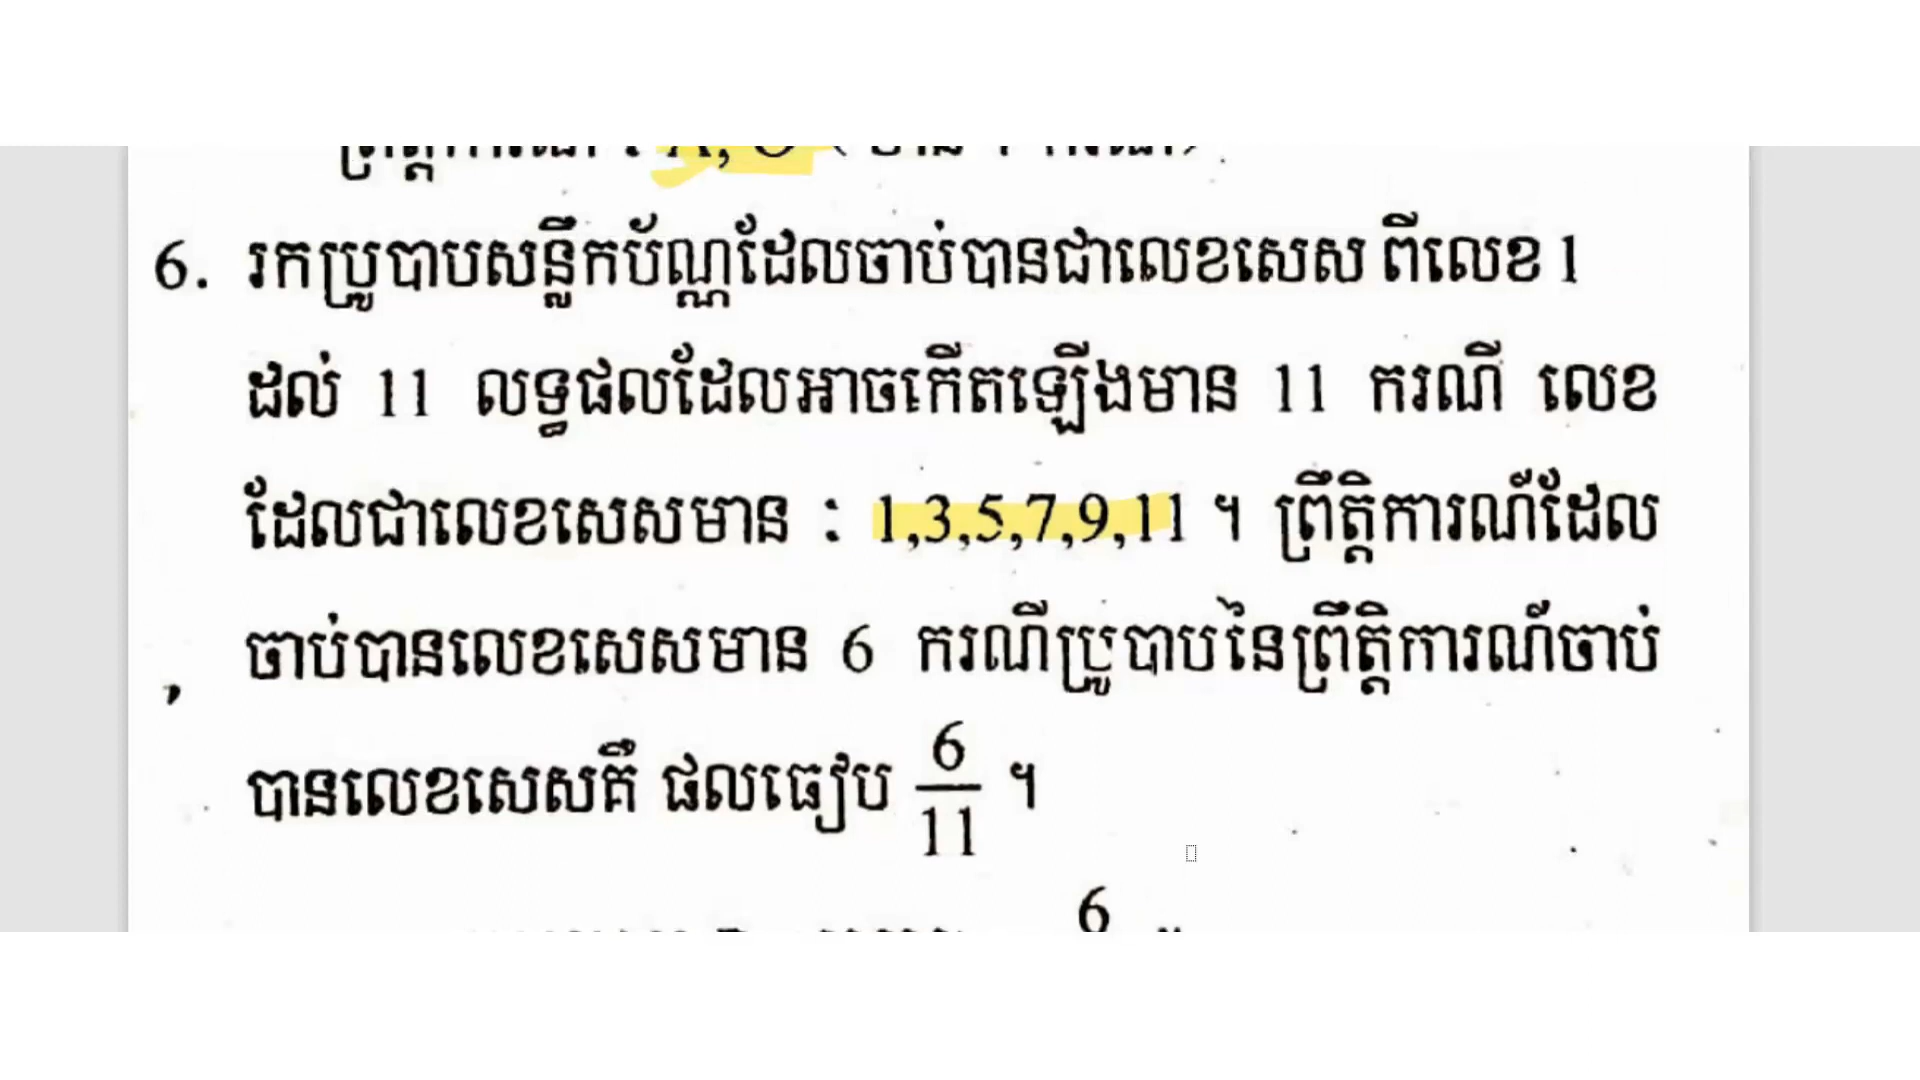 6. រកប្រូបាបសន្លឹកប័ណ្ណដែលចាប់បានជាលេខសេស ពីលេខ 1
ដល់ 11 លទ្ធផលដែលអាចកើតឡើងមាន 11 ករណី លេខ
ដែលជាលេខសេសមាន : 1,3,5,7,9,11 ។ ព្រឹត្តិការណ៍ដែល
ចាប់បានលេខសេសមាន 6 ករណីប្រូបាបនៃព្រឹត្តិការណ៍ចាប់
បានលេខសេសគឺ ផលធៀប 6/11 ។
6